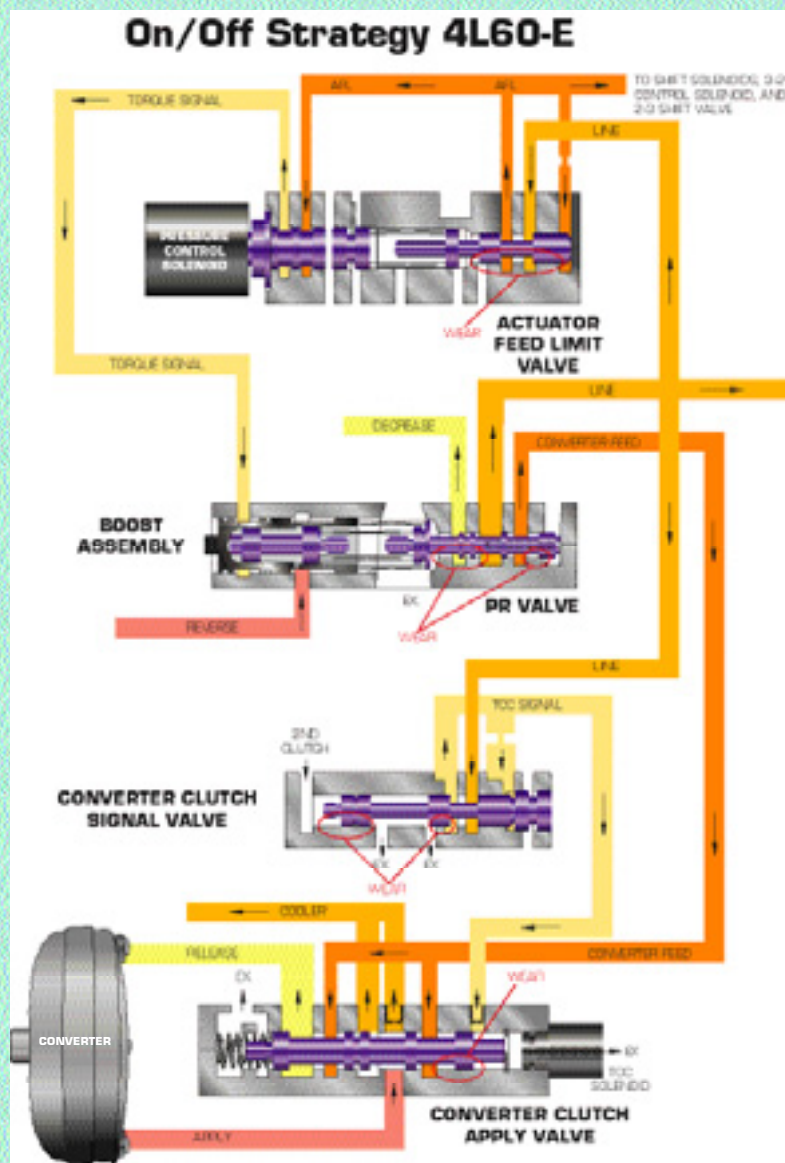 On/Off Strategy 4L60-E
TORQUE SIGNAL
AFL
AFL
TO SHIFT SOLENOIDS, 3-2
CONTROL SOLENOID, AND
2-3 SHIFT VALVE
LINE
PRESSURE
CONTROL
SOLENOID
WEAR
ACTUATOR
FEED LIMIT
VALVE
TORQUE SIGNAL
LINE
DECREASE
CONVERTER FEED
BOOST
ASSEMBLY
EX
PR VALVE
WEAR
REVERSE
LINE
TCC SIGNAL
2ND
CLUTCH
CONVERTER CLUTCH
SIGNAL VALVE
EX
EX
WEAR
COOLER
RELEASE
CONVERTER FEED
WEAR
EX
CONVERTER
EX
TCC
SOLENOID
CONVERTER CLUTCH
APPLY VALVE
APPLY